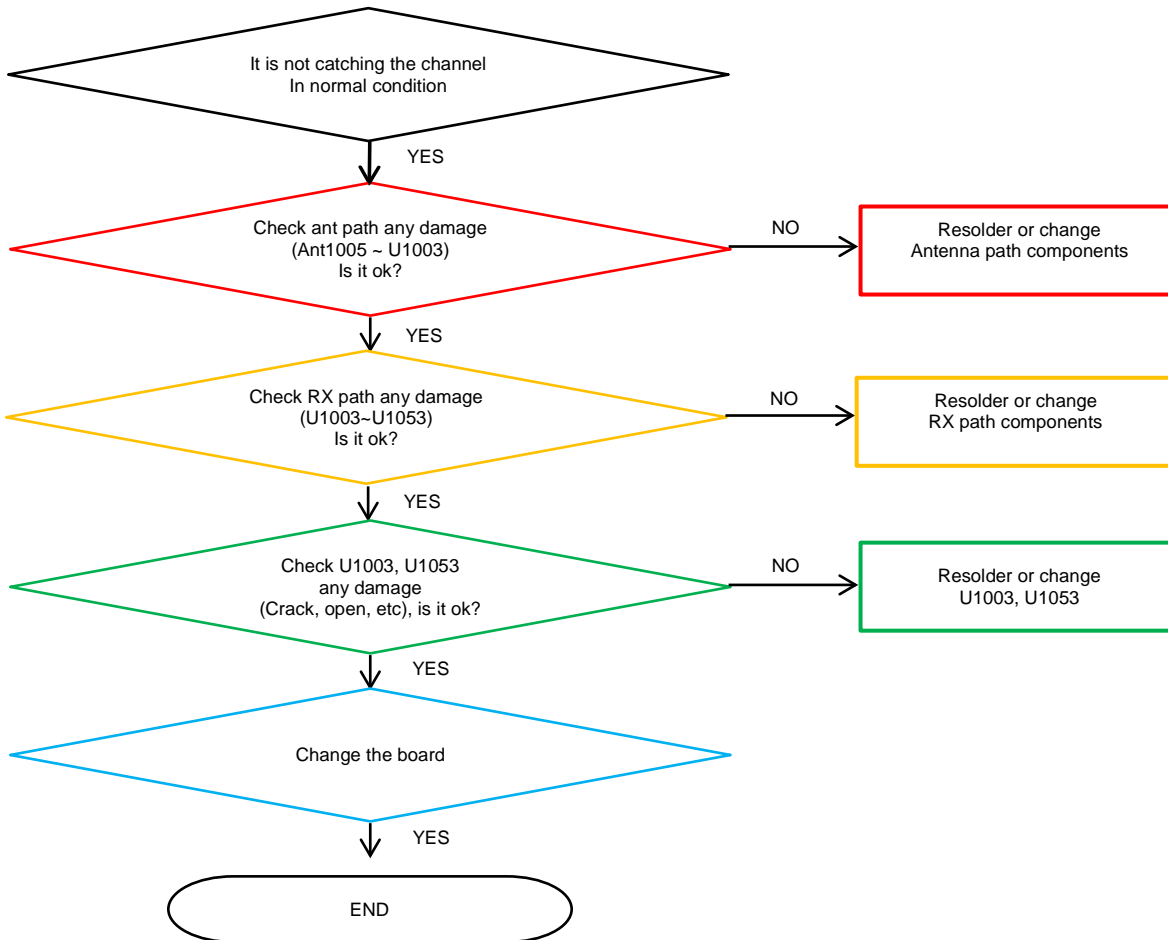 It is not catching the channel
In normal condition
YES
Check ant path any damage
(Ant1005 ~ U1003)
Is it ok?
NO
Resolder or change
Antenna path components
YES
Check RX path any damage
(U1003~U1053)
Is it ok?
NO
Resolder or change
RX path components
YES
Check U1003, U1053
any damage
(Crack, open, etc), is it ok?
NO
Resolder or change
U1003, U1053
YES
Change the board
YES
END